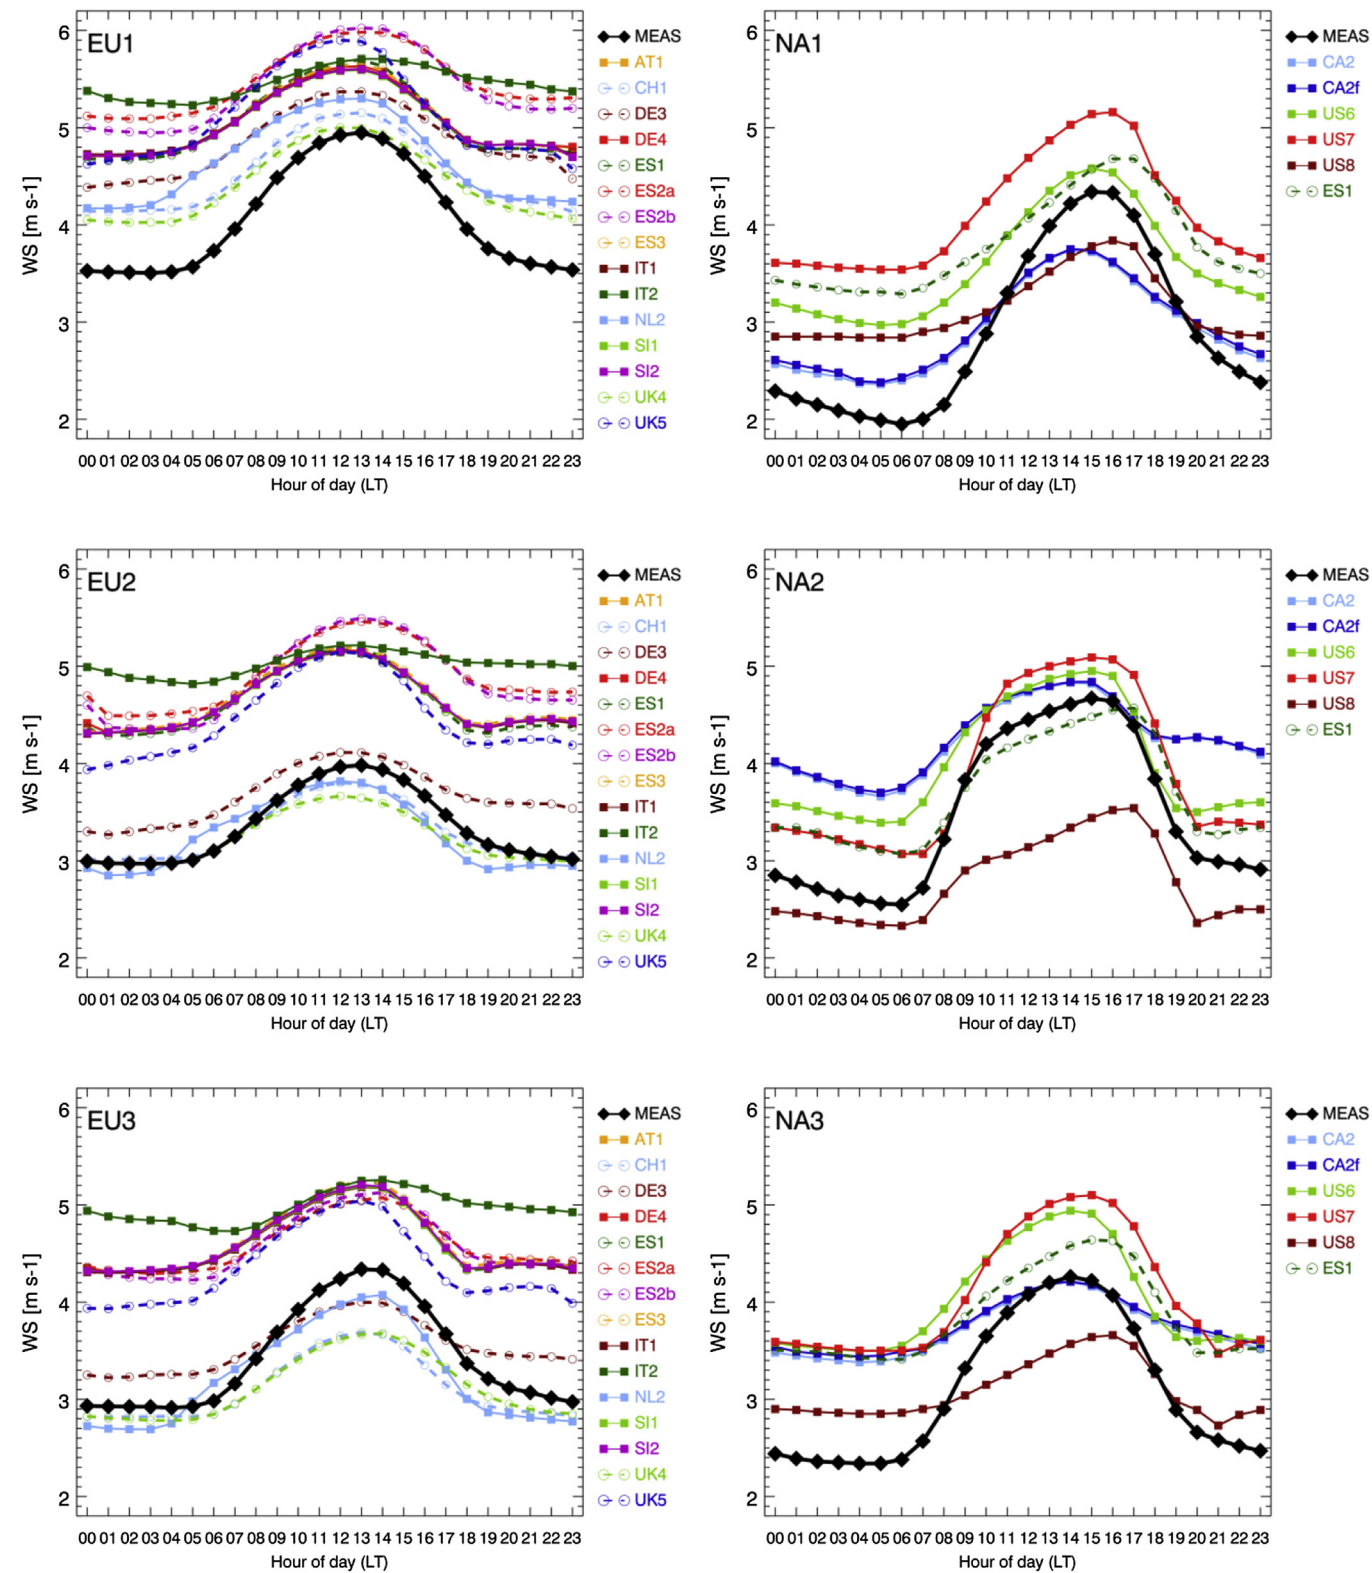 EU1
6
5
4
3
2
WS [m s-1]
00 01 02 03 04 05 06 07 08 09 10 11 12 13 14 15 16 17 18 19 20 21 22 23
Hour of day (LT)
MEAS
AT1
CH1
DE3
DE4
ES1
ES2a
ES2b
ES3
IT1
IT2
NL2
SI1
SI2
UK4
UK5
NA1
6
5
4
3
2
WS [m s-1]
00 01 02 03 04 05 06 07 08 09 10 11 12 13 14 15 16 17 18 19 20 21 22 23
Hour of day (LT)
MEAS
CA2
CA2f
US6
US7
US8
ES1
EU2
6
5
4
3
2
WS [m s-1]
00 01 02 03 04 05 06 07 08 09 10 11 12 13 14 15 16 17 18 19 20 21 22 23
Hour of day (LT)
MEAS
AT1
CH1
DE3
DE4
ES1
ES2a
ES2b
ES3
IT1
IT2
NL2
SI1
SI2
UK4
UK5
NA2
6
5
4
3
2
WS [m s-1]
00 01 02 03 04 05 06 07 08 09 10 11 12 13 14 15 16 17 18 19 20 21 22 23
Hour of day (LT)
MEAS
CA2
CA2f
US6
US7
US8
ES1
EU3
6
5
4
3
2
WS [m s-1]
00 01 02 03 04 05 06 07 08 09 10 11 12 13 14 15 16 17 18 19 20 21 22 23
Hour of day (LT)
MEAS
AT1
CH1
DE3
DE4
ES1
ES2a
ES2b
ES3
IT1
IT2
NL2
SI1
SI2
UK4
UK5
NA3
6
5
4
3
2
WS [m s-1]
00 01 02 03 04 05 06 07 08 09 10 11 12 13 14 15 16 17 18 19 20 21 22 23
Hour of day (LT)
MEAS
CA2
CA2f
US6
US7
US8
ES1